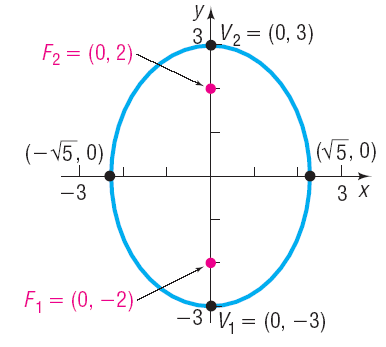 y
3 V₂ = (0, 3)
F₂ = (0, 2)
(−√5, 0) (√5, 0)
−3 3 x
F₁ = (0, −2)
−3 V₁ = (0, −3)